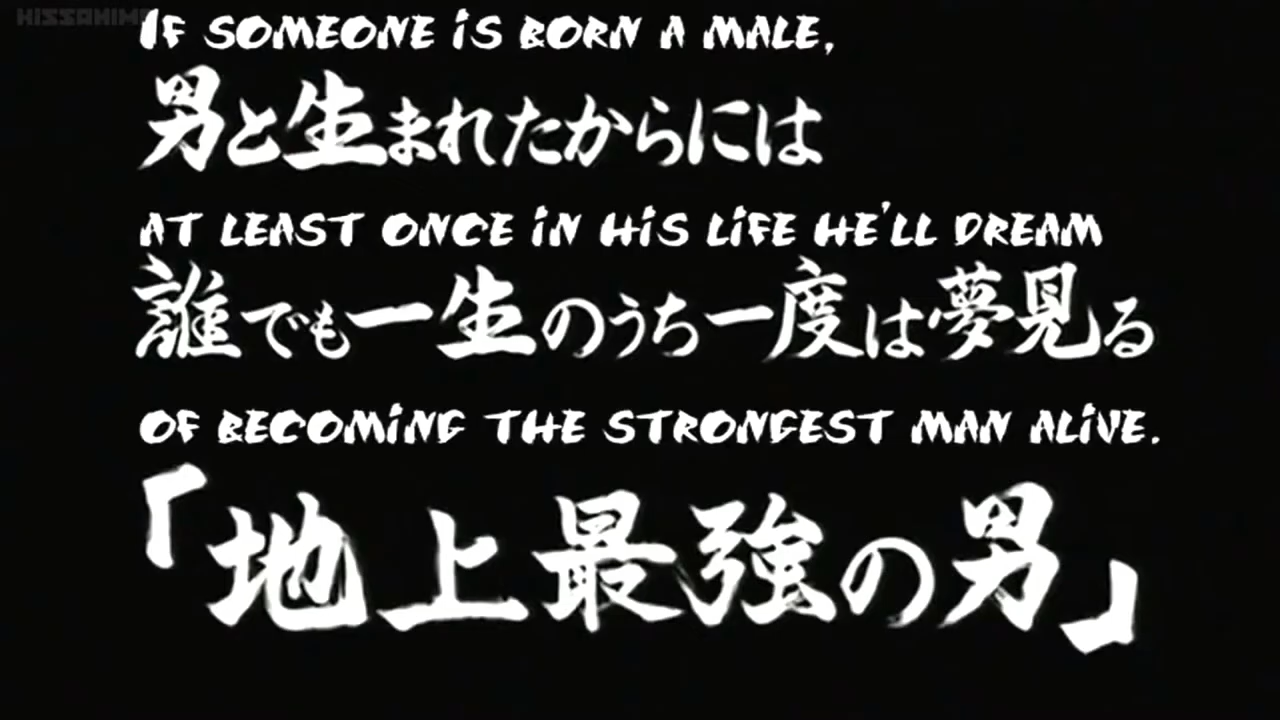 KISSANIME
IF SOMEONE IS BORN A MALE,
男と生まれたからには
AT LEAST ONCE IN HIS LIFE HE'LL DREAM
誰でも一生のうち一度は夢見る
OF BECOMING THE STRONGEST MAN ALIVE.
「地上最強の男」